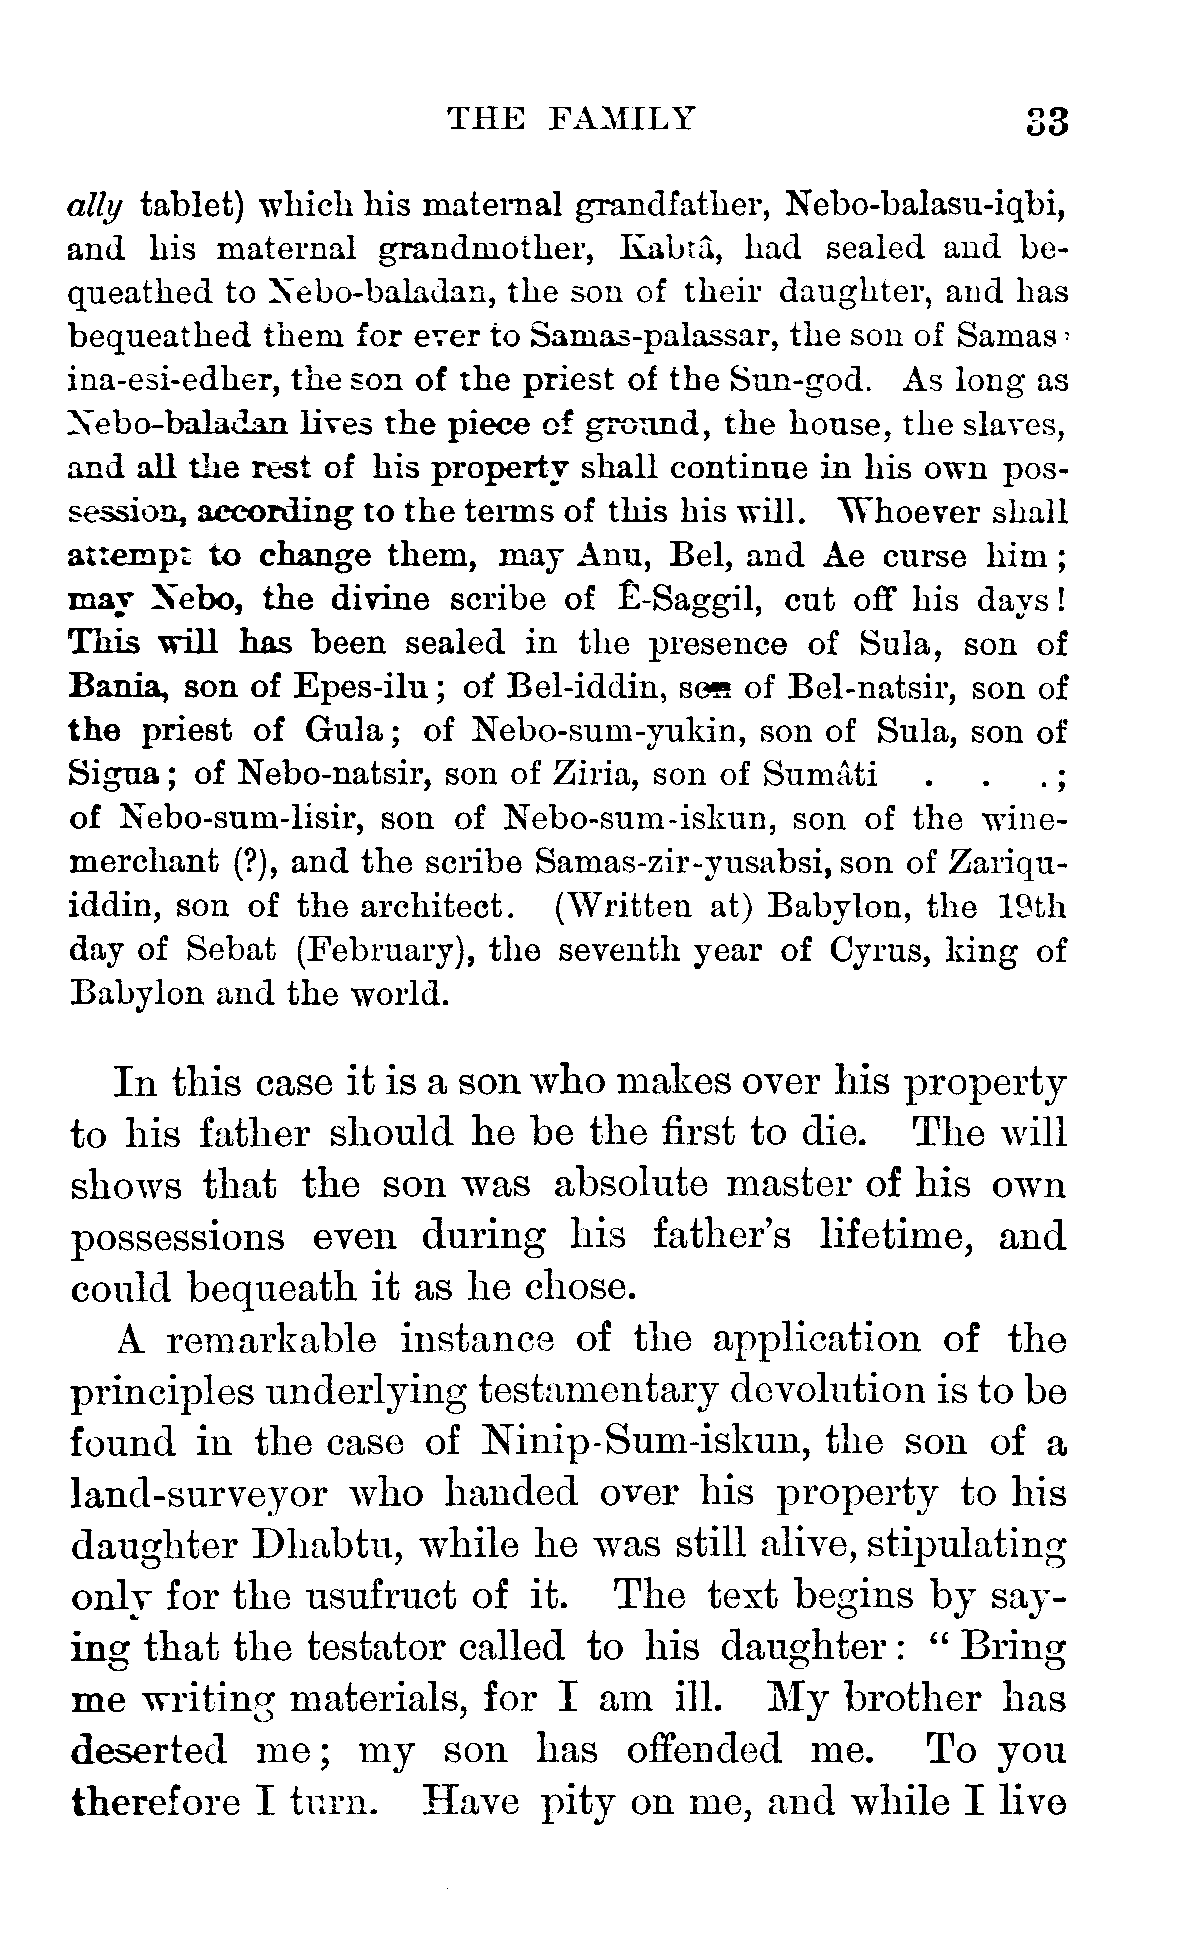 THE FAMILY 33
ally tablet) which his maternal grandfather, Nebo-balasu-iqbi,
and his maternal grandmother, Kabtâ, had sealed and be-
queathed to Nebo-baladan, the son of their daughter, and has
bequeathed them for ever to Samas-palassar, the son of Samas-
ina-esi-edher, the son of the priest of the Sun-god. As long as
Nebo-baladan lives the piece of ground, the house, the slaves,
and all the rest of his property shall continue in his own pos-
session, according to the terms of this his will. Whoever shall
attempt to change them, may Anu, Bel, and Ae curse him;
may Nebo, the divine scribe of Ê-Saggil, cut off his days!
This will has been sealed in the presence of Sula, son of
Bania, son of Epes-ilu; of Bel-iddin, son of Bel-natsir, son of
the priest of Gula; of Nebo-sum-yukin, son of Sula, son of
Sigua; of Nebo-natsir, son of Ziria, son of Sumâti . . .;
of Nebo-sum-lisir, son of Nebo-sum-iskun, son of the wine-
merchant (?), and the scribe Samas-zir-yusabsi, son of Zariqu-
iddin, son of the architect. (Written at) Babylon, the 19th
day of Sebat (February), the seventh year of Cyrus, king of
Babylon and the world.
In this case it is a son who makes over his property
to his father should he be the first to die. The will
shows that the son was absolute master of his own
possessions even during his father's lifetime, and
could bequeath it as he chose.
A remarkable instance of the application of the
principles underlying testamentary devolution is to be
found in the case of Ninip-Sum-iskun, the son of a
land-surveyor who handed over his property to his
daughter Dhabtu, while he was still alive, stipulating
only for the usufruct of it. The text begins by say-
ing that the testator called to his daughter: "Bring
me writing materials, for I am ill. My brother has
deserted me; my son has offended me. To you
therefore I turn. Have pity on me, and while I live